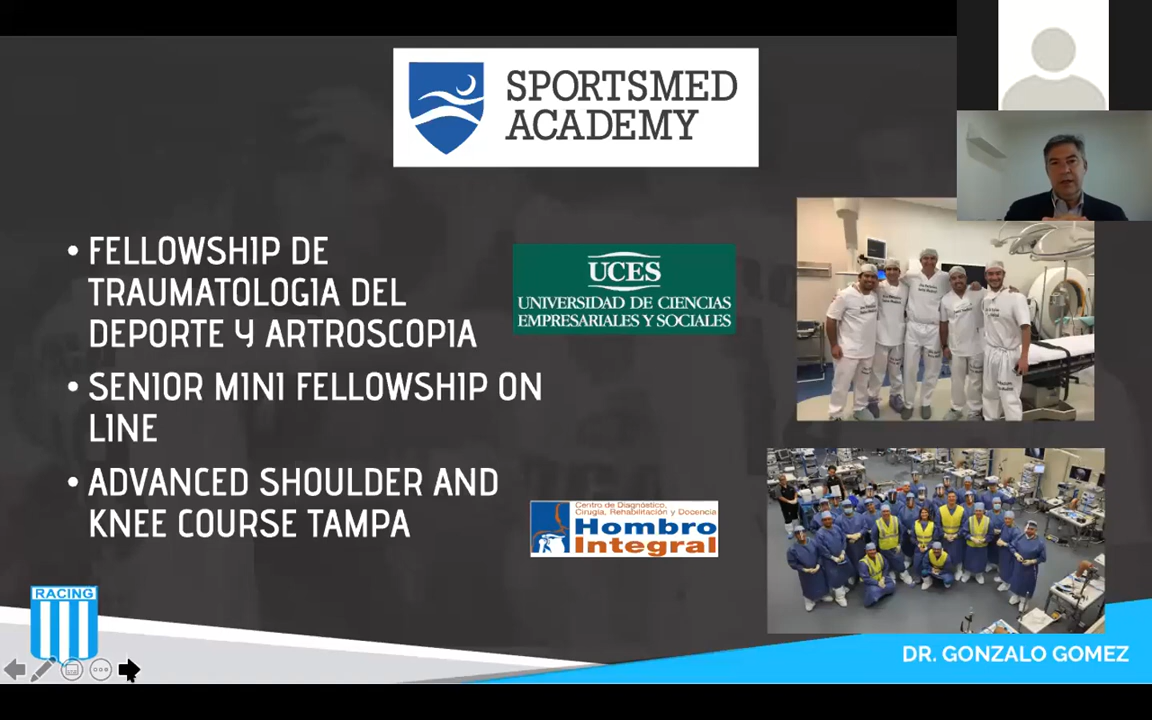 SPORTSMED
ACADEMY
• FELLOWSHIP DE
TRAUMATOLOGIA DEL
DEPORTE Y ARTROSCOPIA
• SENIOR MINI FELLOWSHIP ON
LINE
• ADVANCED SHOULDER AND
KNEE COURSE TAMPA
UCES
UNIVERSIDAD DE CIENCIAS
EMPRESARIALES Y SOCIALES
Centro de Diagnóstico,
Cirugía, Rehabilitación y Docencia
Hombro
Integral
RACING
DR. GONZALO GOMEZ